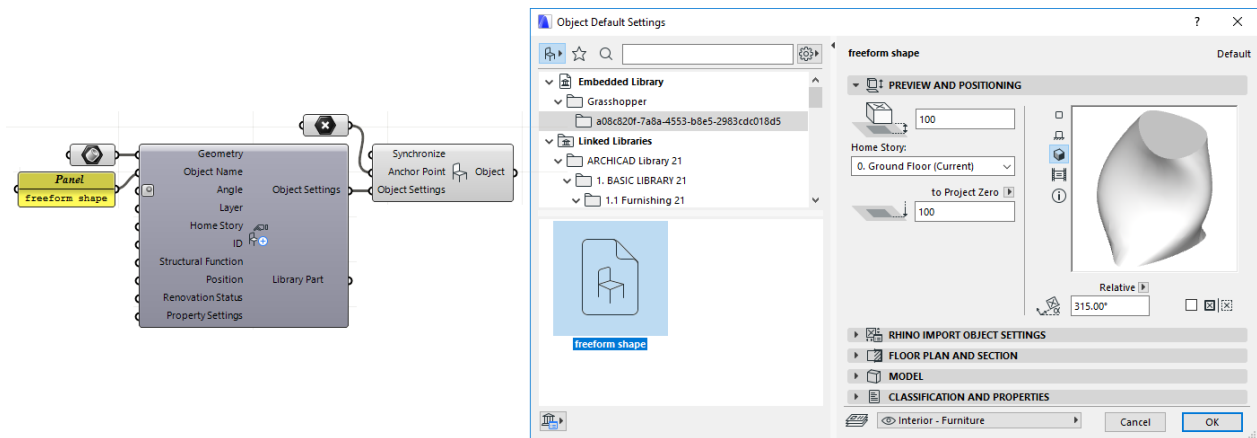 Geometry
Object Name
Angle
Layer
Home Story
ID
Structural Function
Position
Renovation Status
Property Settings
Object Settings
Library Part
Panel
freeform shape
Synchronize
Anchor Point
Object Settings
Object
Object Default Settings
?
Embedded Library
Grasshopper
a08c820f-7a8a-4553-b8e5-2983cdc018d5
Linked Libraries
ARCHICAD Library 21
1. BASIC LIBRARY 21
1.1 Furnishing 21
freeform shape
freeform shape
Default
PREVIEW AND POSITIONING
100
Home Story:
0. Ground Floor (Current)
to Project Zero
100
Relative
315.00°
RHINO IMPORT OBJECT SETTINGS
FLOOR PLAN AND SECTION
MODEL
CLASSIFICATION AND PROPERTIES
Interior - Furniture
Cancel
OK